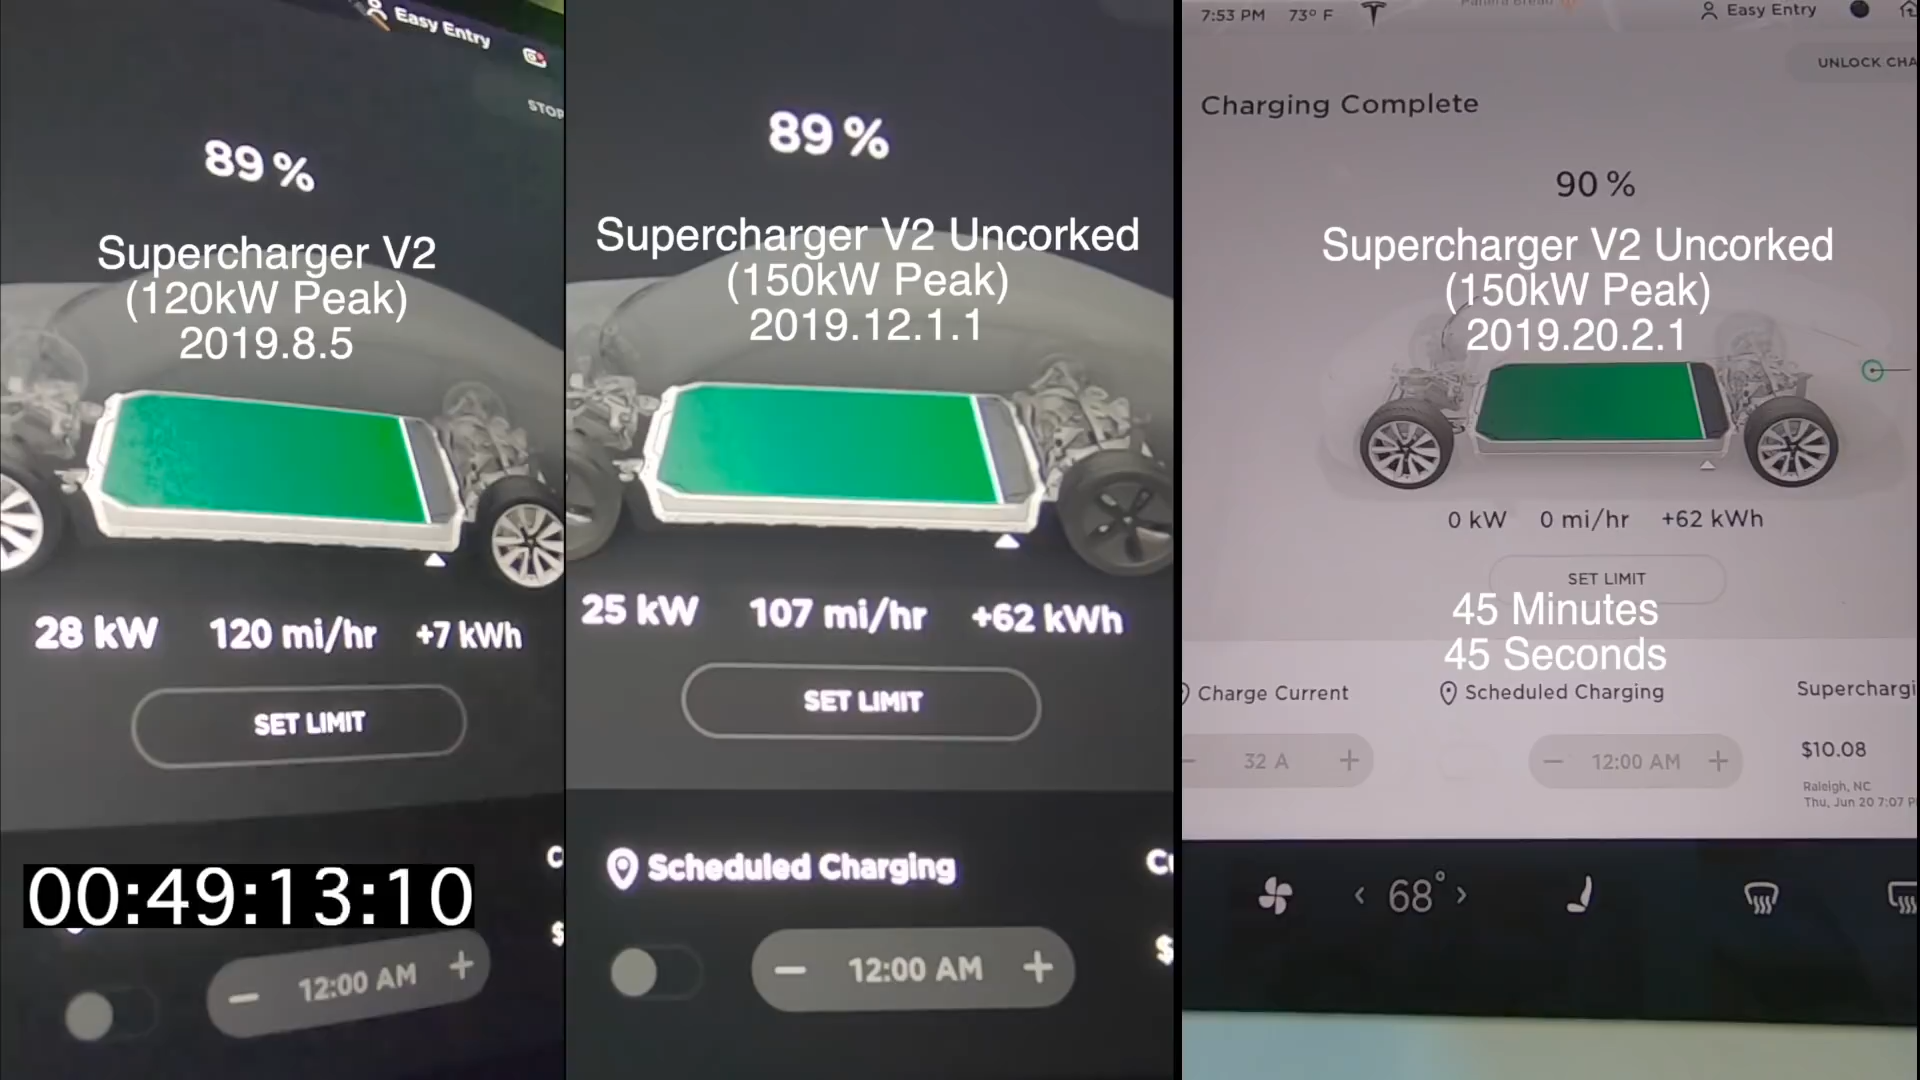 Easy Entry
STOP
89 %
Supercharger V2
(120kW Peak)
2019.8.5
28 kW 120 mi/hr +7 kWh
SET LIMIT
00:49:13:10
12:00 AM
89 %
Supercharger V2 Uncorked
(150kW Peak)
2019.12.1.1
25 kW 107 mi/hr +62 kWh
SET LIMIT
Scheduled Charging
12:00 AM
7:53 PM 73° F
Easy Entry
UNLOCK CHA
Charging Complete
90 %
Supercharger V2 Uncorked
(150kW Peak)
2019.20.2.1
0 kW 0 mi/hr +62 kWh
SET LIMIT
45 Minutes
45 Seconds
Charge Current
Scheduled Charging
Superchargi
32 A
12:00 AM
$10.08
Raleigh, NC
Thu, Jun 20 7:07 P
68°